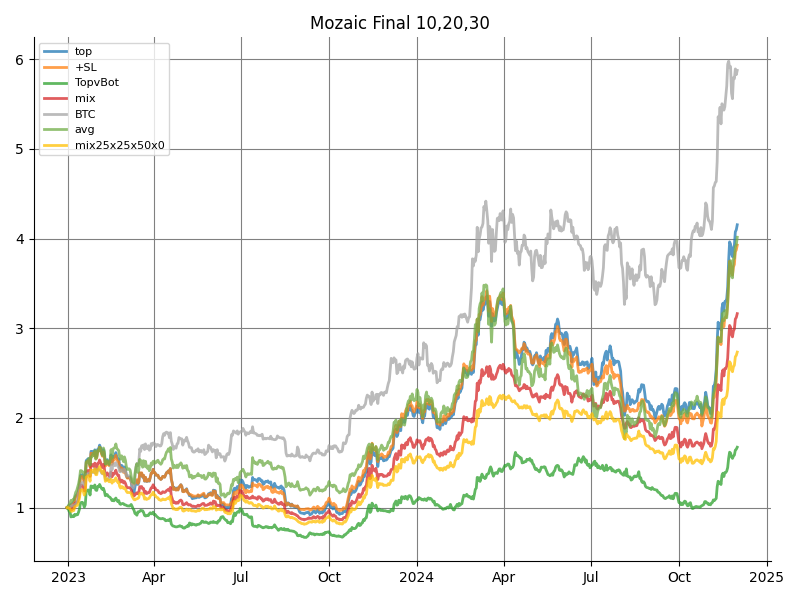 Mozaic Final 10,20,30
top
+SL
TopvBot
mix
BTC
avg
mix25x25x50x0
6
5
4
3
2
1
2023 Apr Jul Oct 2024 Apr Jul Oct 2025